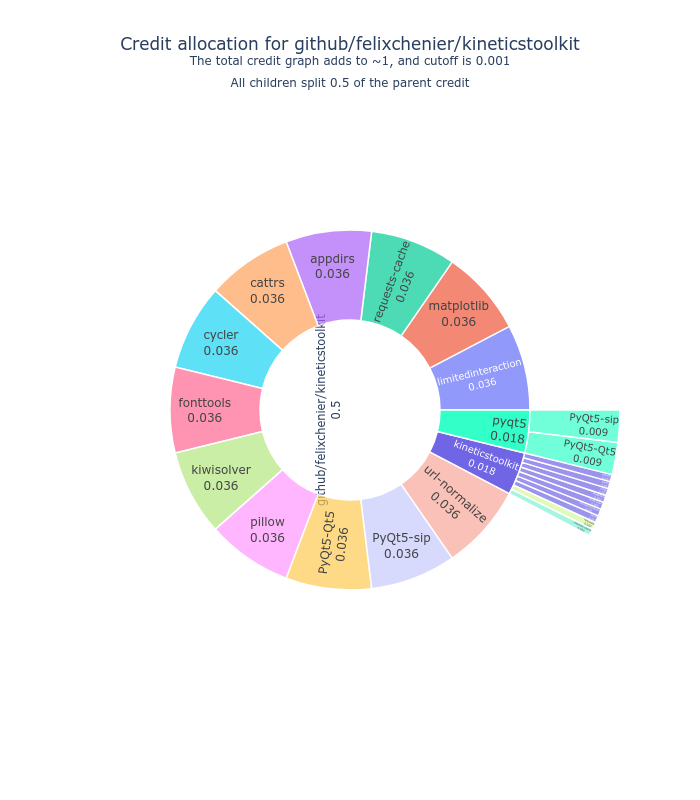 Credit allocation for github/felixchenier/kineticstoolkit
The total credit graph adds to ~1, and cutoff is 0.001
All children split 0.5 of the parent credit
appdirs
0.036
requests-cache
0.036
matplotlib
0.036
limitedinteraction
0.036
pyqt5
0.018
PyQt5-sip
0.009
PyQt5-Qt5
0.009
kineticstoolkit
0.018
url-normalize
0.036
PyQt5-sip
0.036
PyQt5-Qt5
0.036
pillow
0.036
kiwisolver
0.036
fonttools
0.036
cycler
0.036
cattrs
0.036
github/felixchenier/kineticstoolkit
0.5